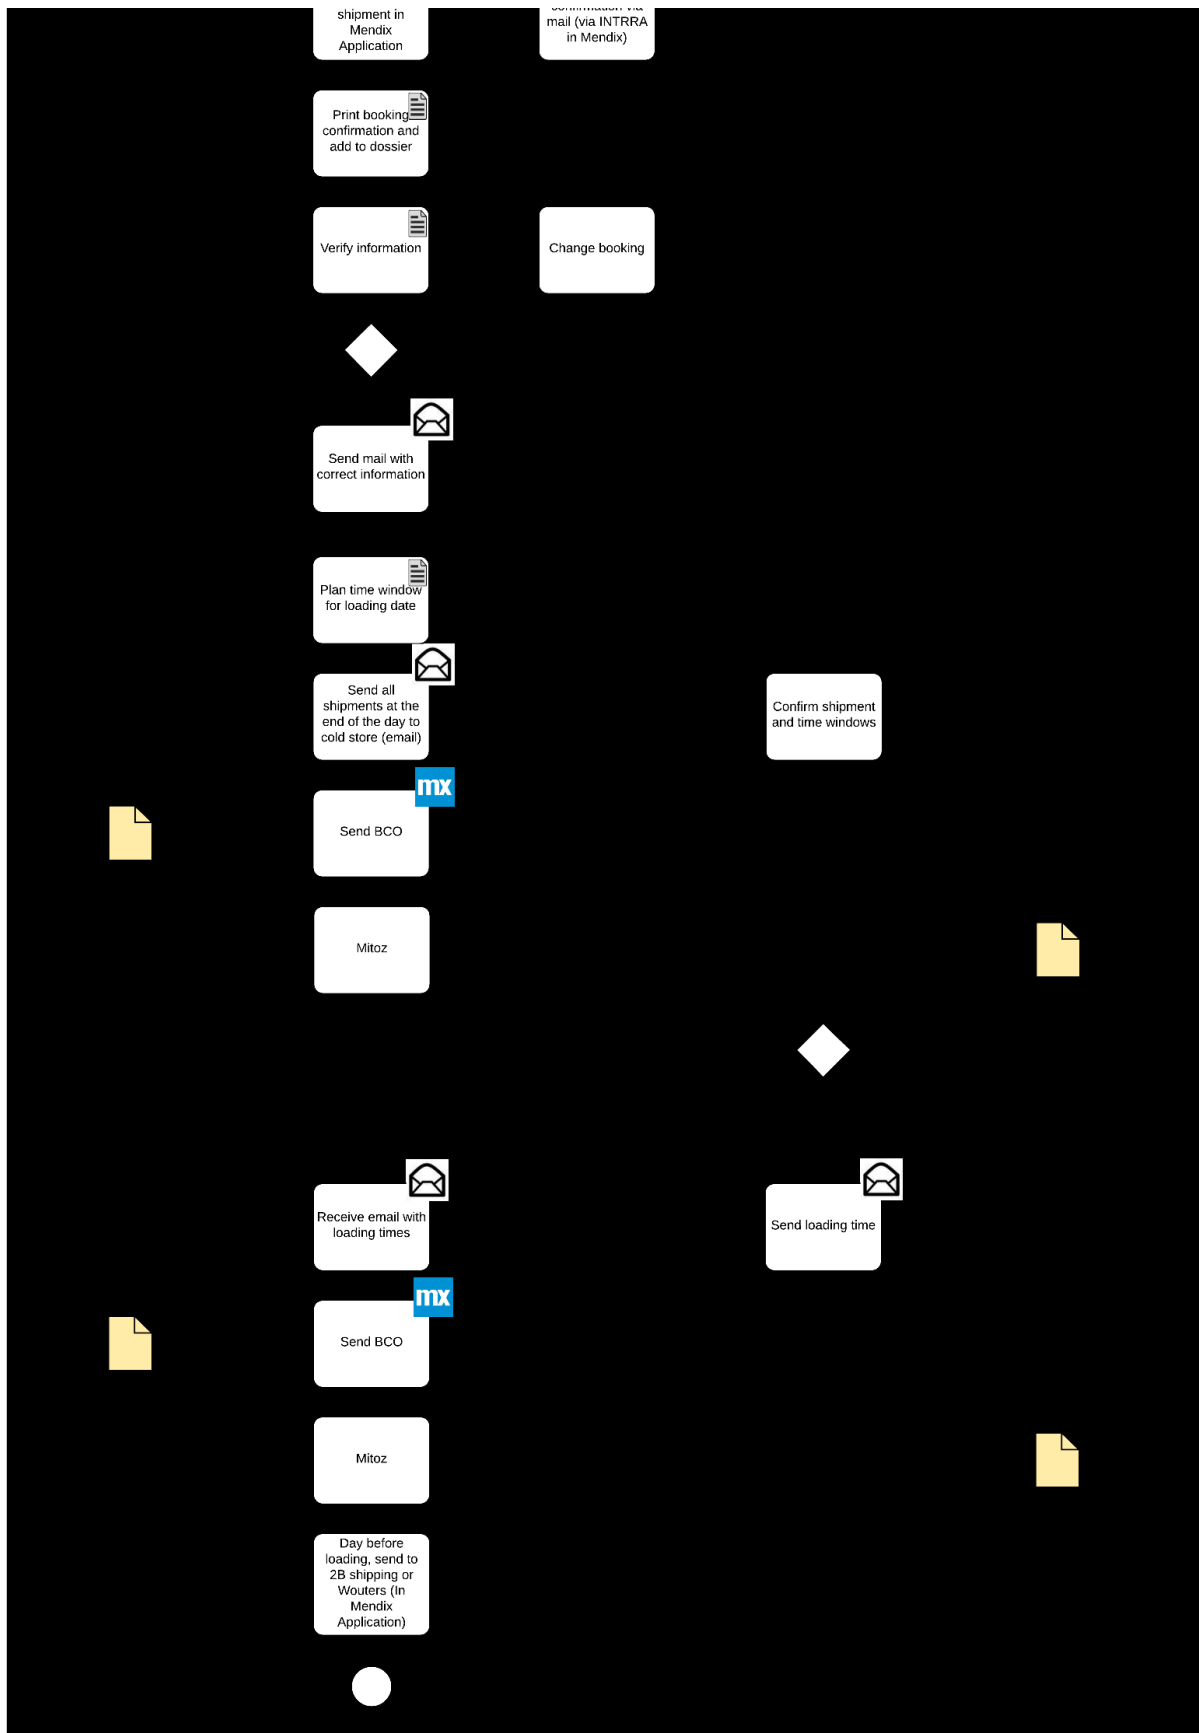 shipment in
Mendix
Application
confirmation via
mail (via INTRRA
in Mendix)
Print booking
confirmation and
add to dossier
Verify information
Change booking
Send mail with
correct information
Plan time window
for loading date
Send all
shipments at the
end of the day to
cold store (email)
Confirm shipment
and time windows
mx
Send BCO
Mitoz
Receive email with
loading times
Send loading time
mx
Send BCO
Mitoz
Day before
loading, send to
2B shipping or
Wouters (In
Mendix
Application)